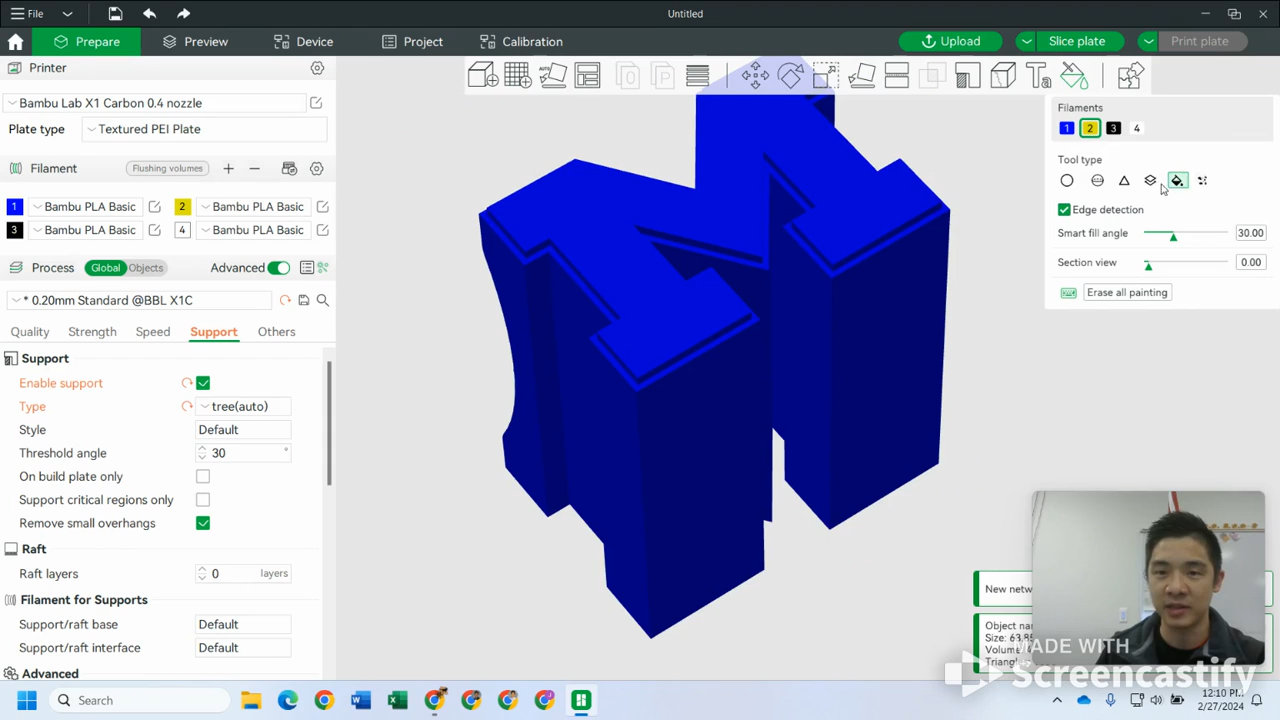 File
Untitled
Prepare
Preview
Device
Project
Calibration
Upload
Slice plate
Print plate
Printer
Bambu Lab X1 Carbon 0.4 nozzle
Plate type
Textured PEI Plate
Filament
Flushing volumes
1 Bambu PLA Basic
2 Bambu PLA Basic
3 Bambu PLA Basic
4 Bambu PLA Basic
Process
Global
Objects
Advanced
* 0.20mm Standard @BBL X1C
Quality
Strength
Speed
Support
Others
Support
Enable support
Type
tree(auto)
Style
Default
Threshold angle
30
°
On build plate only
Support critical regions only
Remove small overhangs
Raft
Raft layers
0
layers
Filament for Supports
Support/raft base
Default
Support/raft interface
Default
Advanced
AUTO
0
P
Ta
Filaments
1 2 3 4
Tool type
Edge detection
Smart fill angle
30.00
Section view
0.00
Erase all painting
New netw
Object na
Size: 63.85
Volum
Triangl
MADE WITH
Screencastify
Search
12:10 PM
2/27/2024